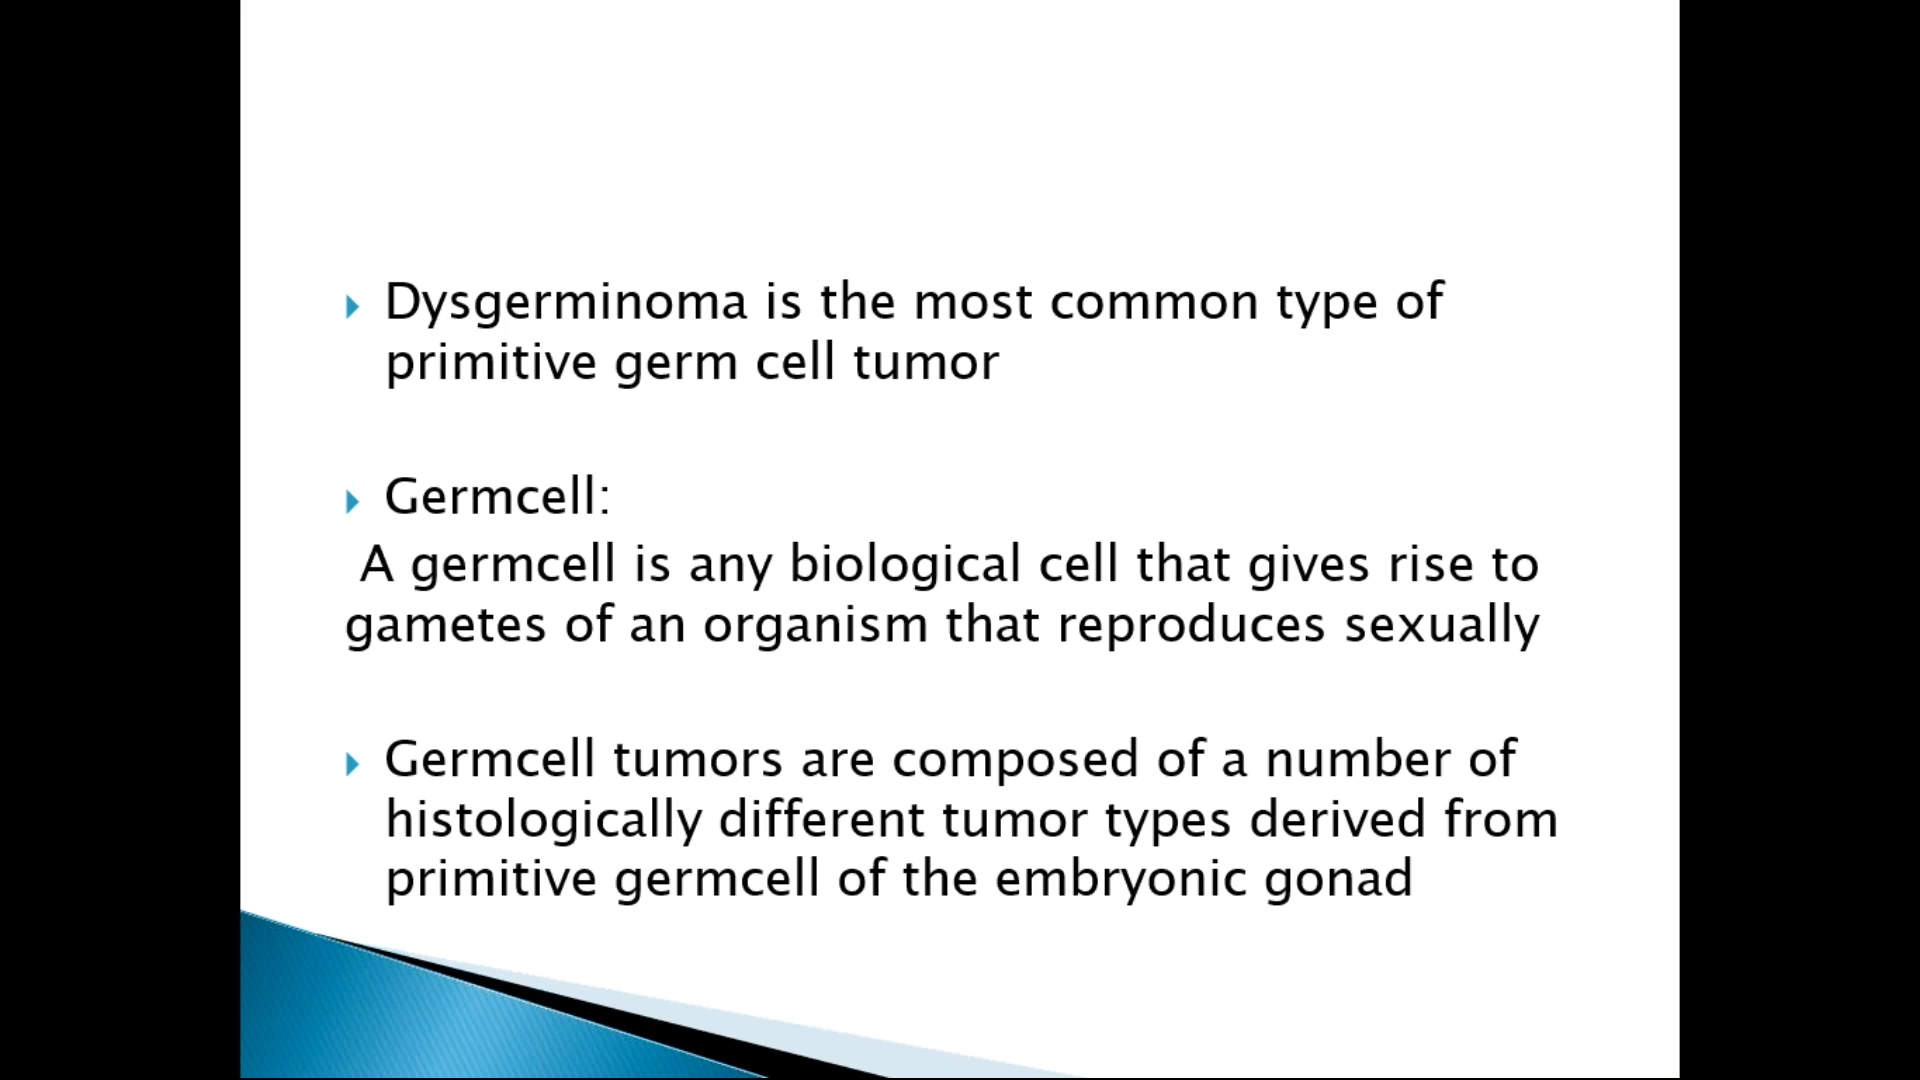 Dysgerminoma is the most common type of
primitive germ cell tumor
Germcell:
A germcell is any biological cell that gives rise to
gametes of an organism that reproduces sexually
Germcell tumors are composed of a number of
histologically different tumor types derived from
primitive germcell of the embryonic gonad